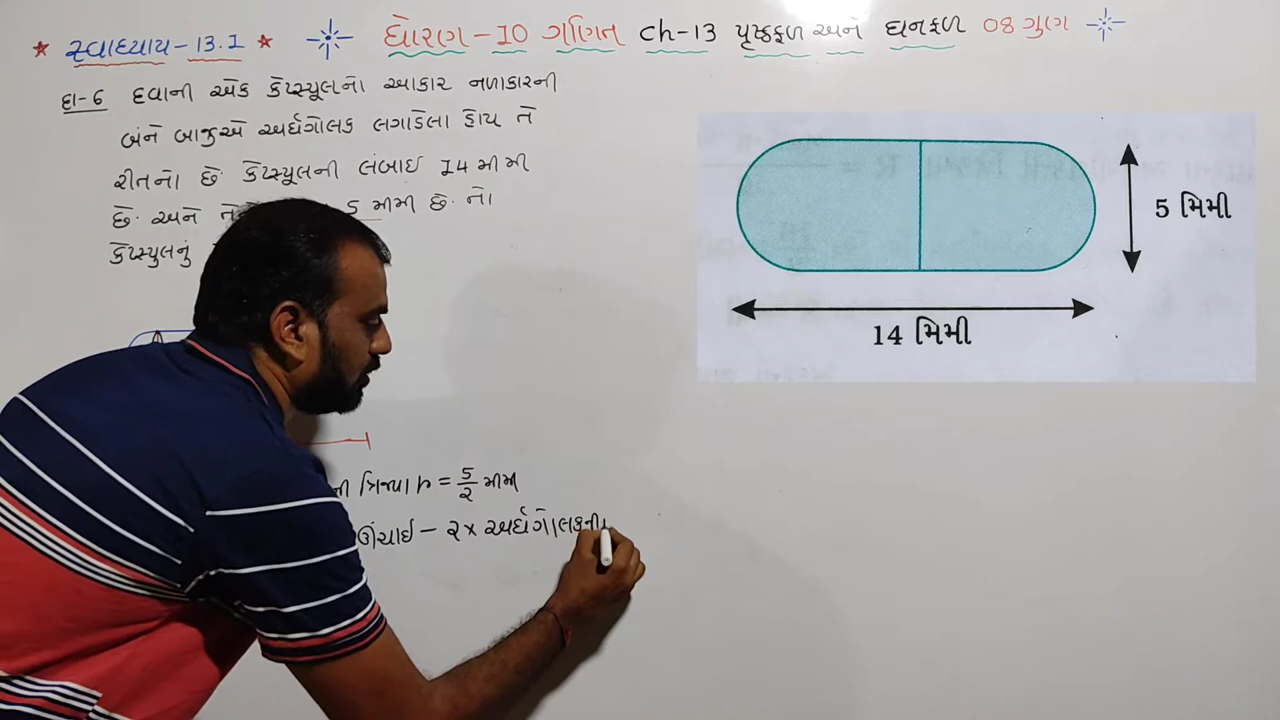 ★ સ્વાધ્યાય - 13.1 ★ ધોરણ - 10 ગણિત ch-13 પૃષ્ઠફળ અને ઘનફળ 08 ગુણ
દા-6 દવાની એક કેપ્સ્યૂલનો આકાર નળાકારની
બંને બાજુએ અર્ધગોલક લગાડેલા હોય તે
રીતનો છે. કેપ્સ્યૂલની લંબાઇ 14 મીમી
છે. અને 5 મીમી છે. તો
કેપ્સ્યુલનું
5 મિમી
14 મિમી
ત્રિજ્યા r = 5/2 મીમી
ઊંચાઇ - 2 x અર્ધગોલકની